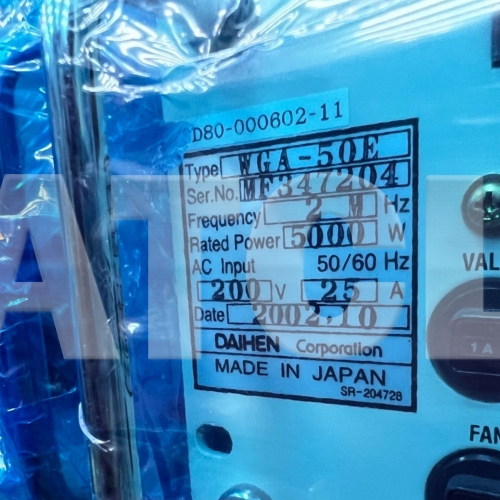 D80-000602-11
Type WGA-50E
Ser.No. MF347204
Frequency 2 M Hz
Rated Power 5000 W
AC Input 50/60 Hz
200 V 25 A
Date 2002.10
DAIHEN Corporation
MADE IN JAPAN
SR-204728
VAL
1A
FAN
ATCL